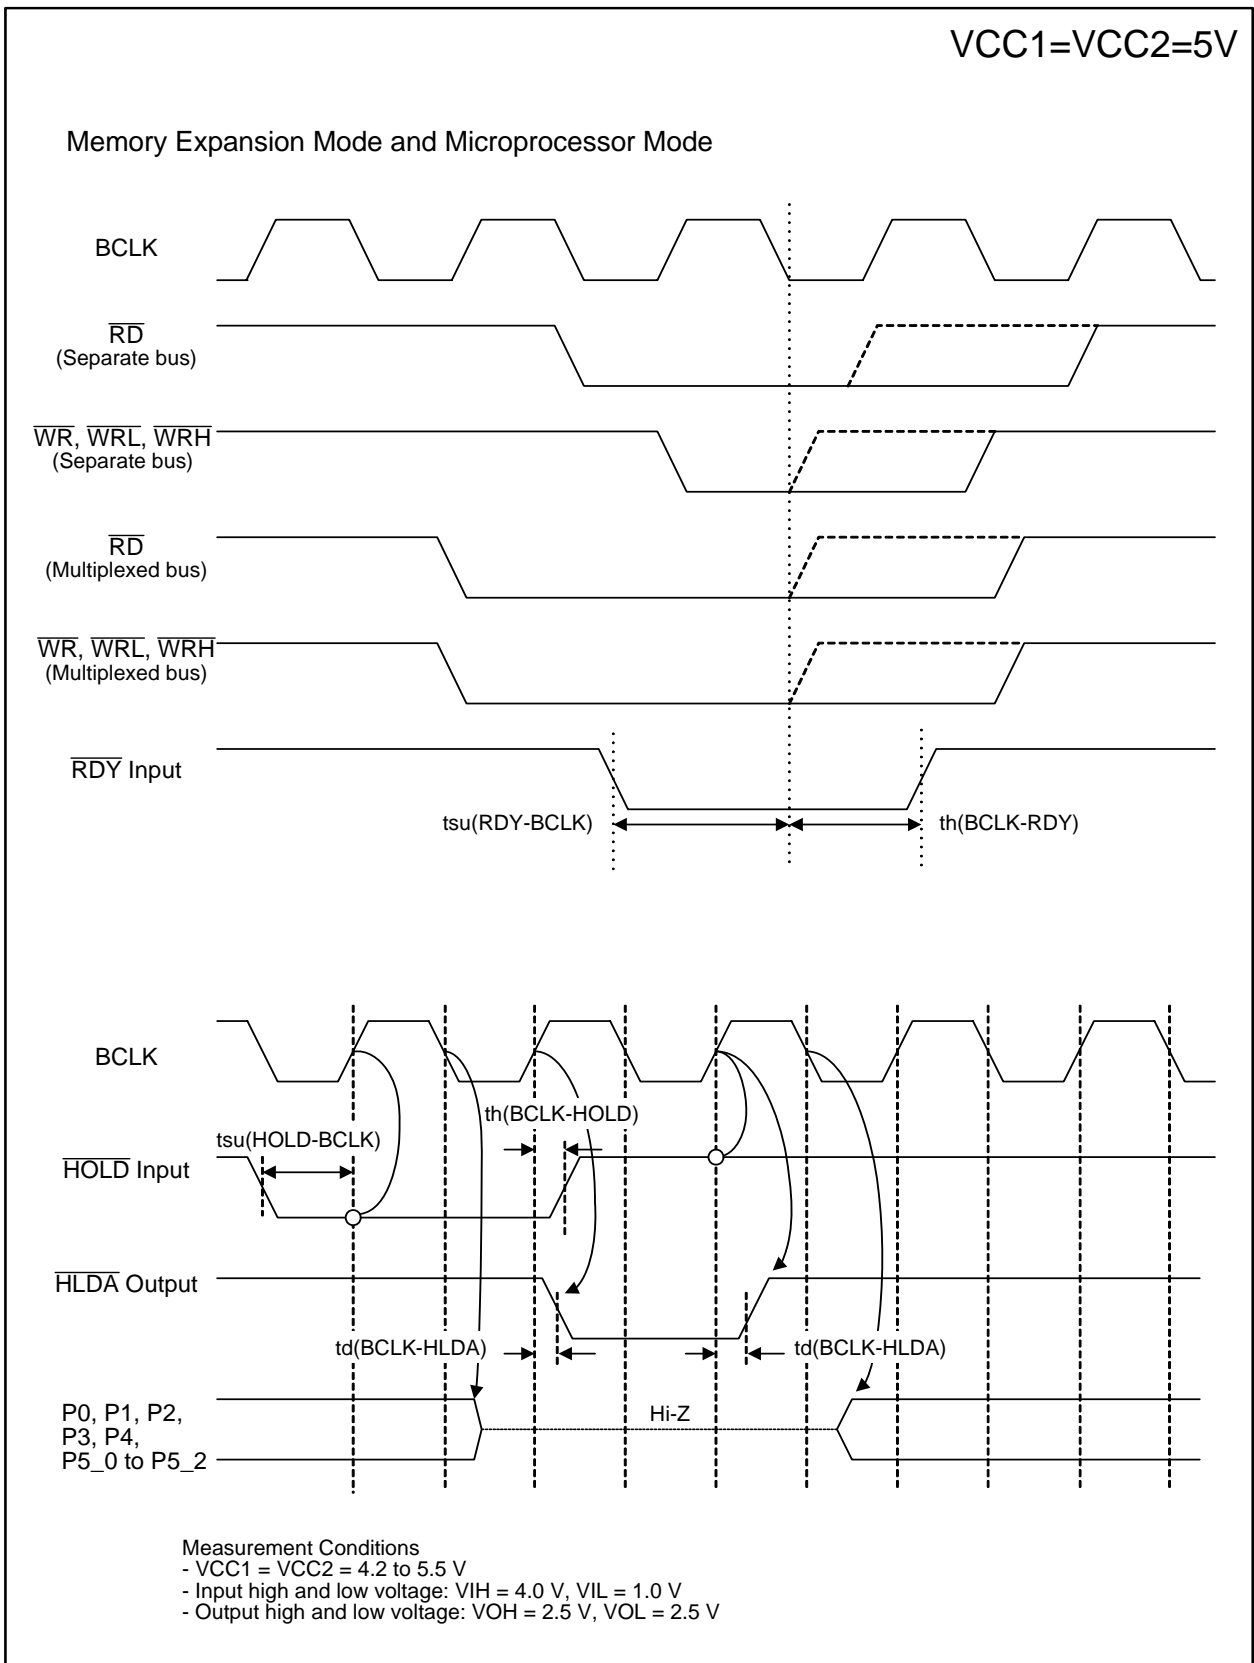 VCC1=VCC2=5V
Memory Expansion Mode and Microprocessor Mode
BCLK
RD
(Separate bus)
WR, WRL, WRH
(Separate bus)
RD
(Multiplexed bus)
WR, WRL, WRH
(Multiplexed bus)
RDY Input
tsu(RDY-BCLK)
th(BCLK-RDY)
BCLK
th(BCLK-HOLD)
tsu(HOLD-BCLK)
HOLD Input
HLDA Output
td(BCLK-HLDA)
td(BCLK-HLDA)
Hi-Z
P0, P1, P2,
P3, P4,
P5_0 to P5_2
Measurement Conditions
- VCC1 = VCC2 = 4.2 to 5.5 V
- Input high and low voltage: VIH = 4.0 V, VIL = 1.0 V
- Output high and low voltage: VOH = 2.5 V, VOL = 2.5 V